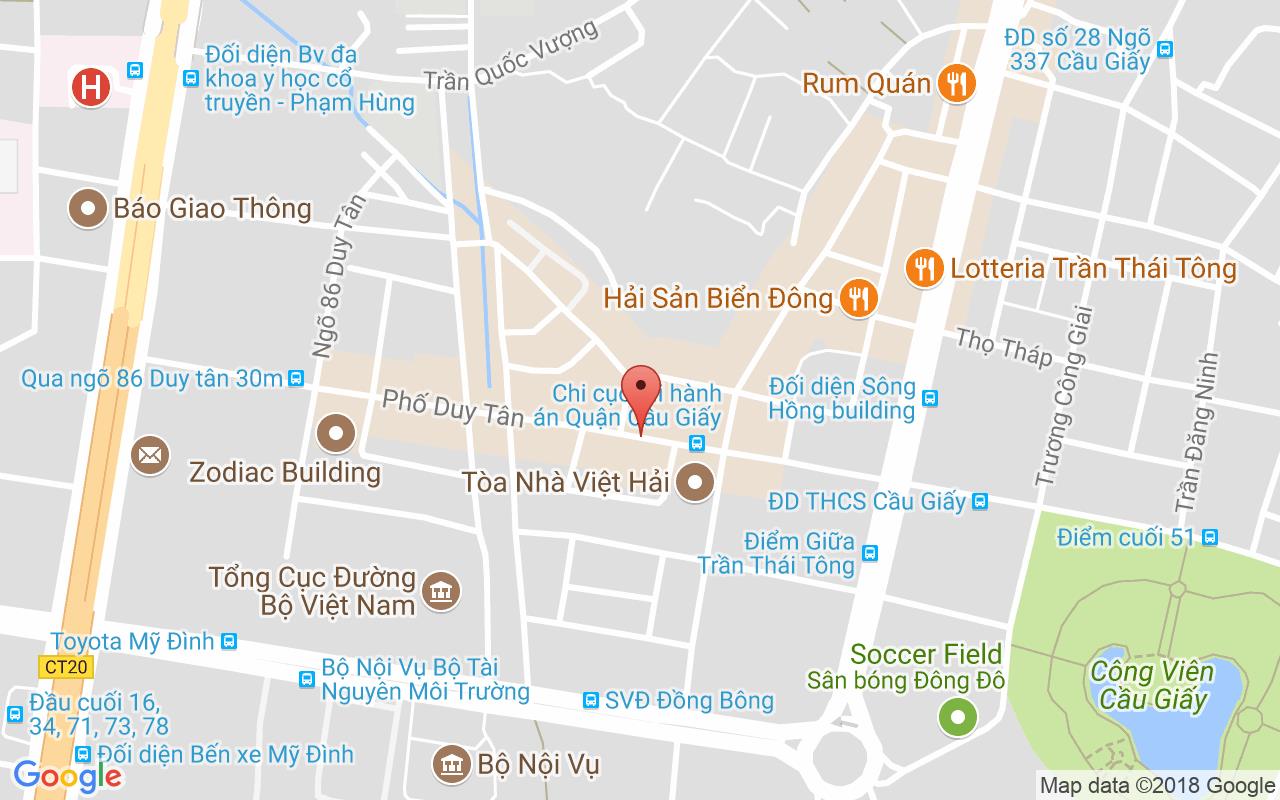 Đối diện Bv đa
khoa y học cổ
truyền - Phạm Hùng
Trần Quốc Vượng
ĐD số 28 Ngõ
337 Cầu Giấy
Rum Quán
H
Báo Giao Thông
Ngõ 86 Duy Tân
Lotteria Trần Thái Tông
Hải Sản Biển Đông
Thọ Tháp
Trương Công Giai
Trần Đăng Ninh
Qua ngõ 86 Duy tân 30m
Phố Duy Tân
án Quận Cầu Giấy
Chi cục hành
Đối diện Sông
Hồng building
Zodiac Building
Tòa Nhà Việt Hải
ĐD THCS Cầu Giấy
Điểm Giữa
Trần Thái Tông
Điểm cuối 51
Tổng Cục Đường
Bộ Việt Nam
Toyota Mỹ Đình
CT20
Bộ Nội Vụ Bộ Tài
Nguyên Môi Trường
SVĐ Đồng Bông
Soccer Field
Sân bóng Đông Đô
Công Viên
Cầu Giấy
Đầu cuối 16,
34, 71, 73, 78
Đối diện Bến xe Mỹ Đình
Bộ Nội Vụ
Google
Map data ©2018 Google